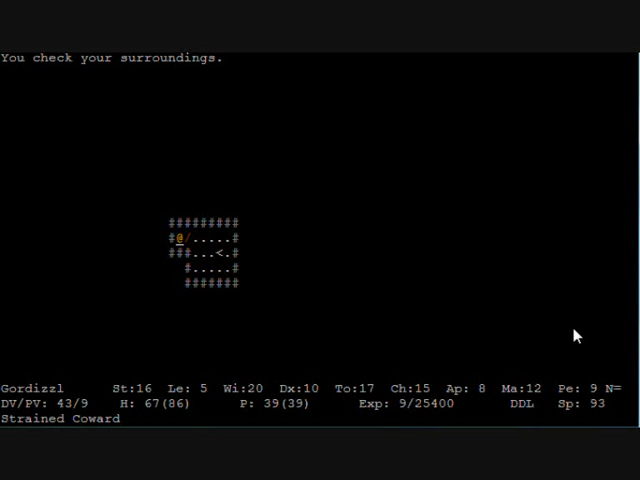 You check your surroundings.
#########
#@/.....#
###...<.#
#.....#
#######
Gordizzl St:16 Le: 5 Wi:20 Dx:10 To:17 Ch:15 Ap: 8 Ma:12 Pe: 9 N=
DV/PV: 43/9 H: 67(86) P: 39(39) Exp: 9/25400 DDL Sp: 93
Strained Coward